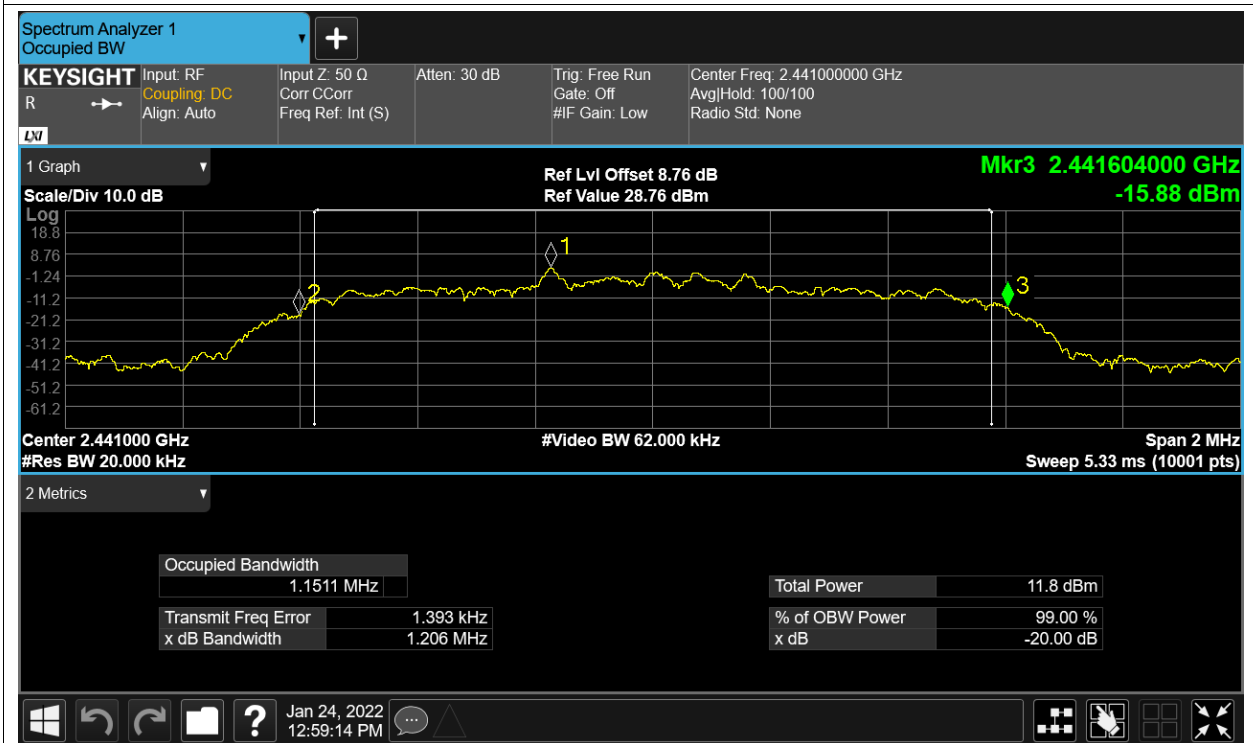 Spectrum Analyzer 1
Occupied BW
KEYSIGHT
R
LXI
Input: RF
Coupling: DC
Align: Auto
Input Z: 50 Ω
Corr CCorr
Freq Ref: Int (S)
Atten: 30 dB
Trig: Free Run
Gate: Off
#IF Gain: Low
Center Freq: 2.441000000 GHz
Avg|Hold: 100/100
Radio Std: None
1 Graph
Scale/Div 10.0 dB
Ref Lvl Offset 8.76 dB
Ref Value 28.76 dBm
Mkr3 2.441604000 GHz
-15.88 dBm
Log
18.8
8.76
-1.24
-11.2
-21.2
-31.2
-41.2
-51.2
-61.2
1
2
3
Center 2.441000 GHz
#Res BW 20.000 kHz
#Video BW 62.000 kHz
Span 2 MHz
Sweep 5.33 ms (10001 pts)
2 Metrics
Occupied Bandwidth
1.1511 MHz
Transmit Freq Error 1.393 kHz
x dB Bandwidth 1.206 MHz
Total Power 11.8 dBm
% of OBW Power 99.00 %
x dB -20.00 dB
?
Jan 24, 2022
12:59:14 PM